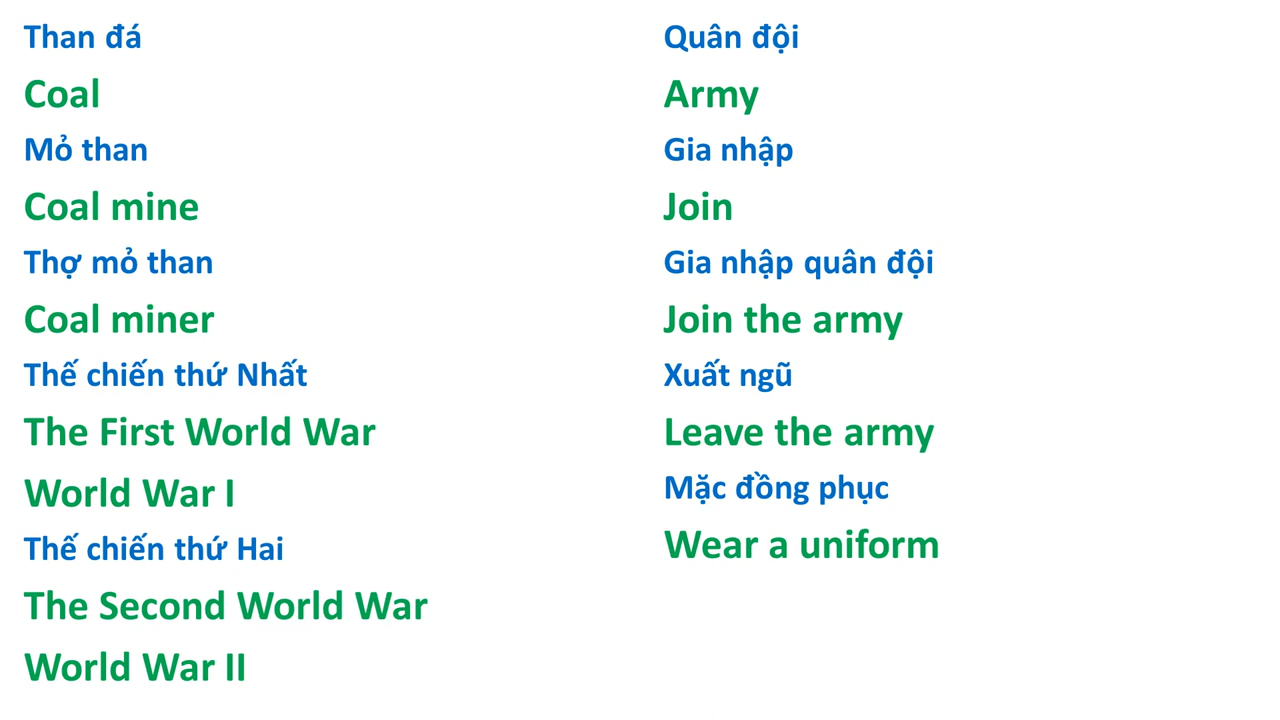 Than đá
Coal
Mỏ than
Coal mine
Thợ mỏ than
Coal miner
Thế chiến thứ Nhất
The First World War
World War I
Thế chiến thứ Hai
The Second World War
World War II
Quân đội
Army
Gia nhập
Join
Gia nhập quân đội
Join the army
Xuất ngũ
Leave the army
Mặc đồng phục
Wear a uniform